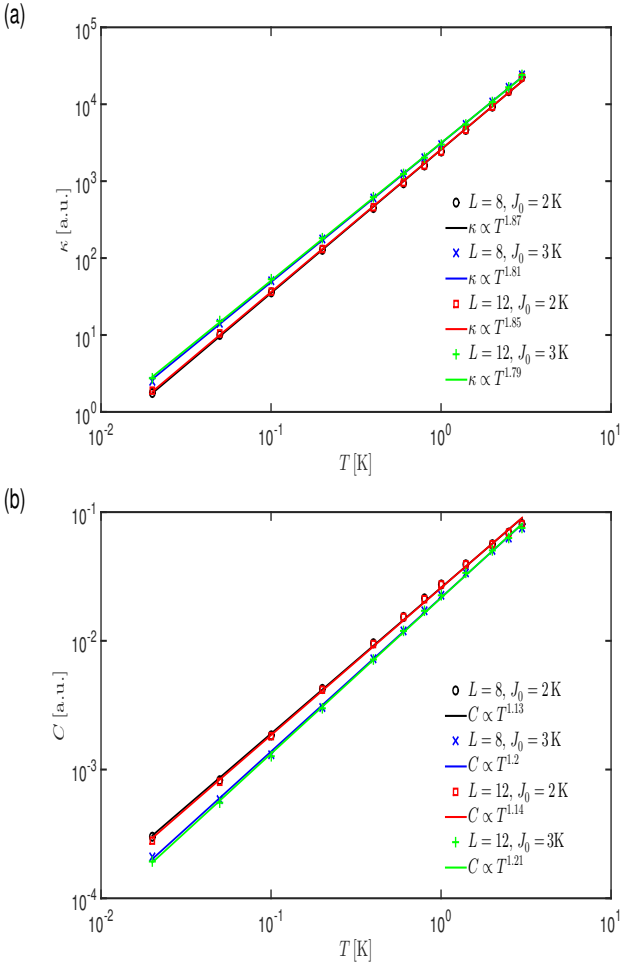 (a)
10^5
10^4
10^3
10^2
10^1
10^0
κ [a.u.]
L = 8, J_0 = 2 K
κ ∝ T^1.87
L = 8, J_0 = 3 K
κ ∝ T^1.81
L = 12, J_0 = 2 K
κ ∝ T^1.85
L = 12, J_0 = 3 K
κ ∝ T^1.79
10^-2 10^-1 10^0 10^1
T [K]
(b)
10^-1
10^-2
10^-3
10^-4
C [a.u.]
L = 8, J_0 = 2 K
C ∝ T^1.13
L = 8, J_0 = 3 K
C ∝ T^1.2
L = 12, J_0 = 2 K
C ∝ T^1.14
L = 12, J_0 = 3K
C ∝ T^1.21
10^-2 10^-1 10^0 10^1
T [K]